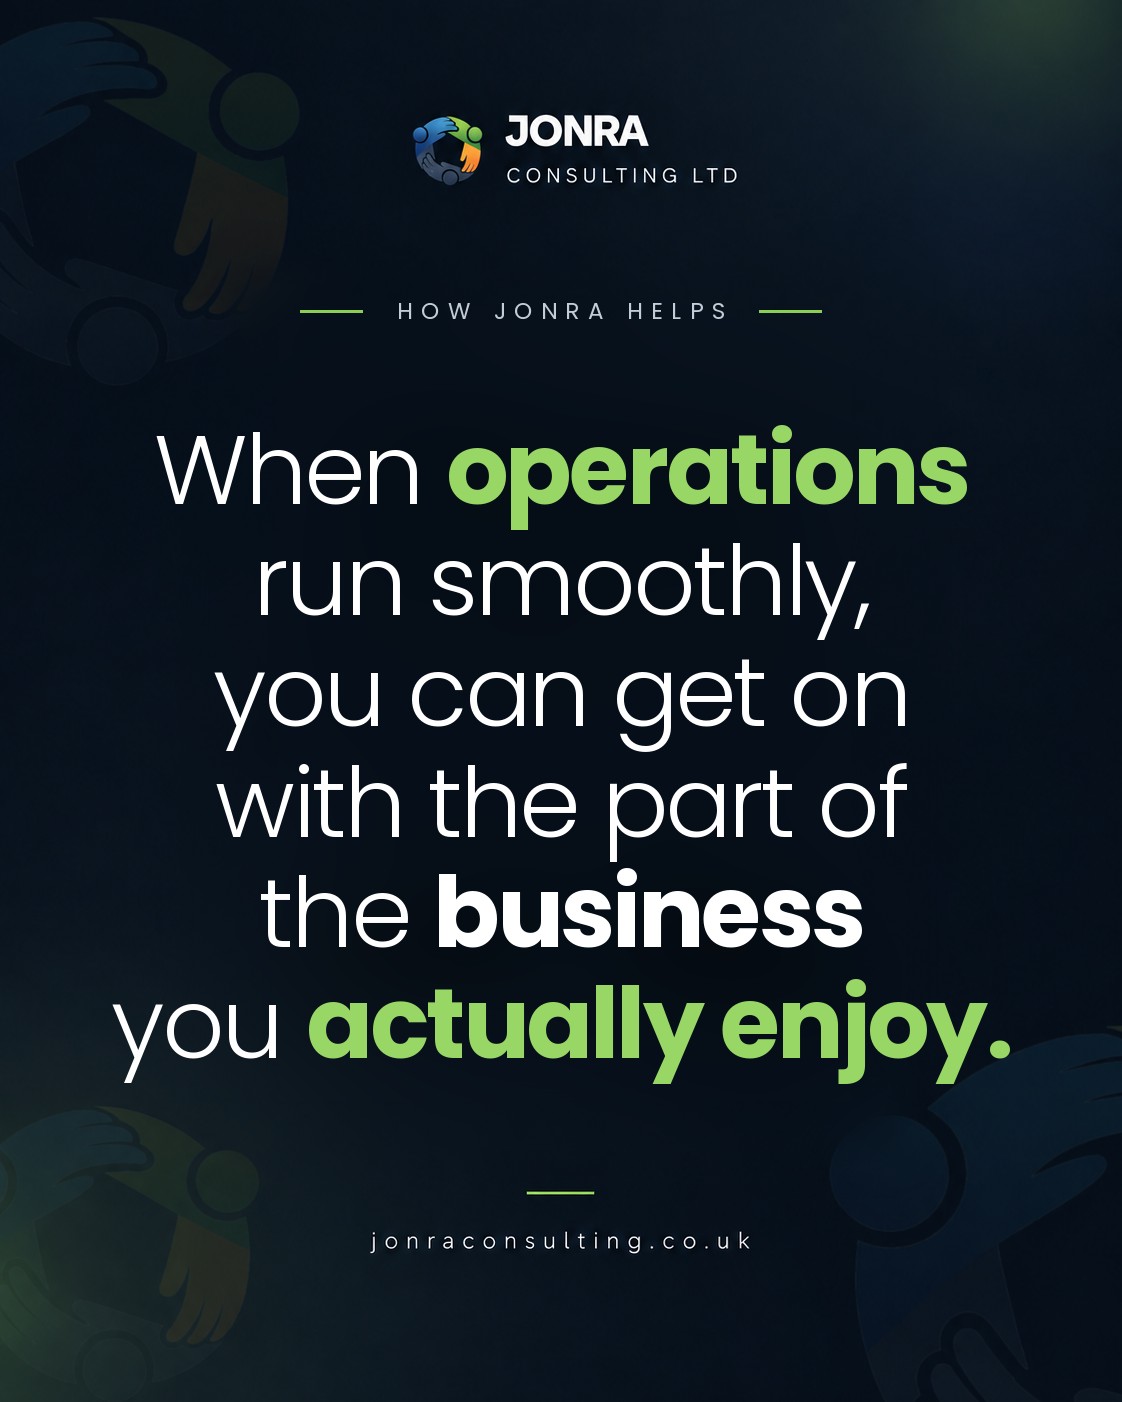 JONRA
CONSULTING LTD
HOW JONRA HELPS
When operations
run smoothly,
you can get on
with the part of
the business
you actually enjoy.
jonraconsulting.co.uk